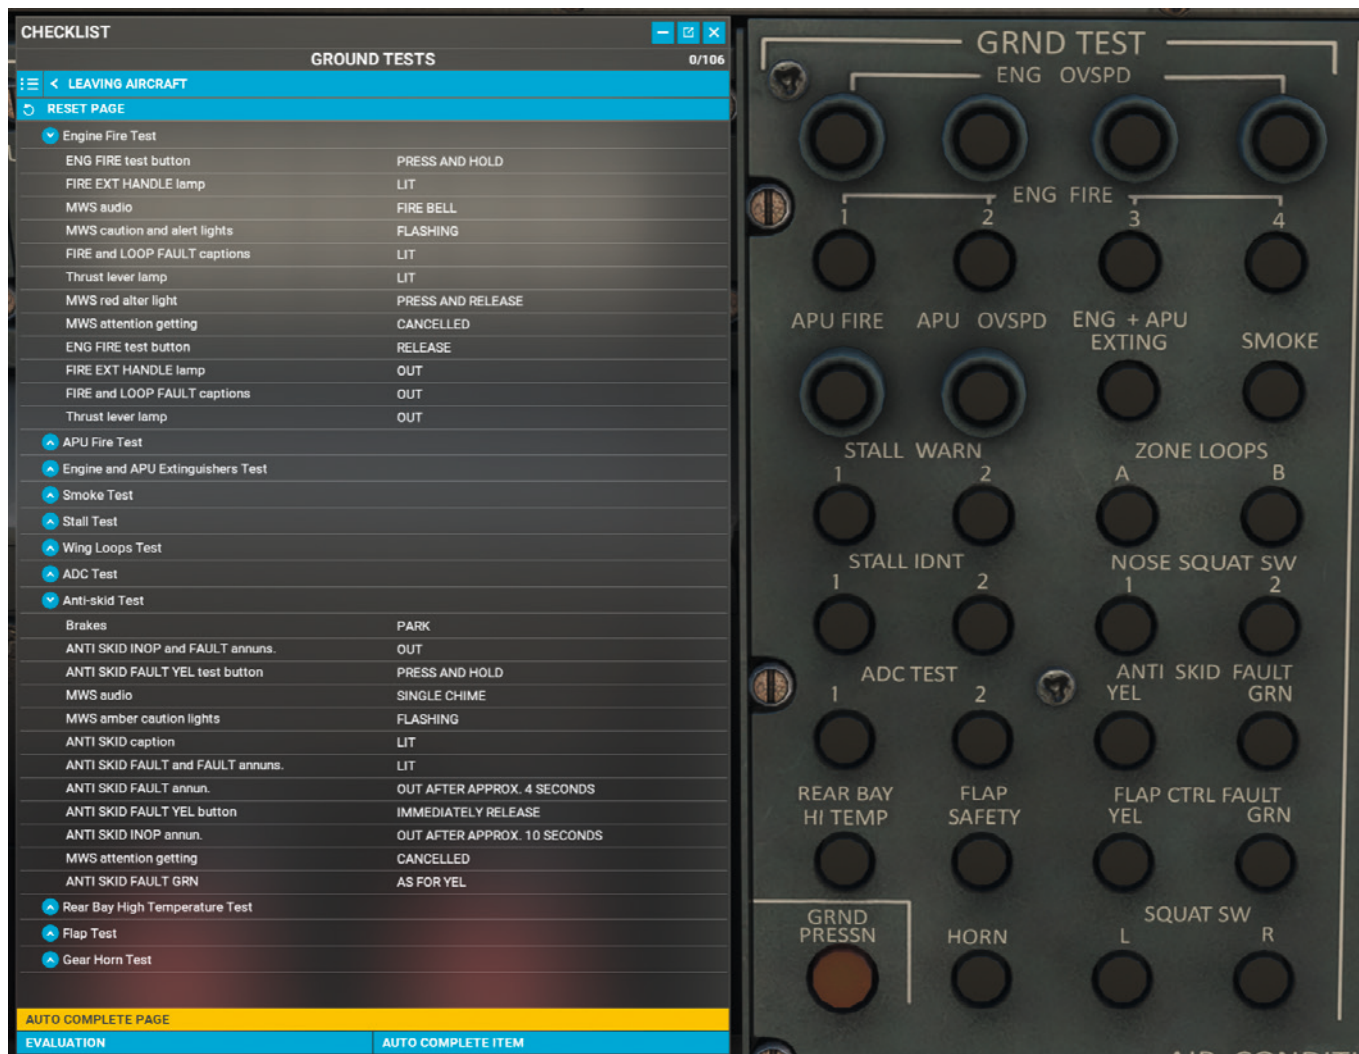 CHECKLIST
GROUND TESTS 0/106
LEAVING AIRCRAFT
RESET PAGE
Engine Fire Test
ENG FIRE test button PRESS AND HOLD
FIRE EXT HANDLE lamp LIT
MWS audio FIRE BELL
MWS caution and alert lights FLASHING
FIRE and LOOP FAULT captions LIT
Thrust lever lamp LIT
MWS red alter light PRESS AND RELEASE
MWS attention getting CANCELLED
ENG FIRE test button RELEASE
FIRE EXT HANDLE lamp OUT
FIRE and LOOP FAULT captions OUT
Thrust lever lamp OUT
APU Fire Test
Engine and APU Extinguishers Test
Smoke Test
Stall Test
Wing Loops Test
ADC Test
Anti-skid Test
Brakes PARK
ANTI SKID INOP and FAULT annuns. OUT
ANTI SKID FAULT YEL test button PRESS AND HOLD
MWS audio SINGLE CHIME
MWS amber caution lights FLASHING
ANTI SKID caption LIT
ANTI SKID FAULT and FAULT annuns. LIT
ANTI SKID FAULT annun. OUT AFTER APPROX. 4 SECONDS
ANTI SKID FAULT YEL button IMMEDIATELY RELEASE
ANTI SKID INOP annun. OUT AFTER APPROX. 10 SECONDS
MWS attention getting CANCELLED
ANTI SKID FAULT GRN AS FOR YEL
Rear Bay High Temperature Test
Flap Test
Gear Horn Test
AUTO COMPLETE PAGE
EVALUATION AUTO COMPLETE ITEM
GRND TEST
ENG OVSPD
ENG FIRE
1 2 3 4
APU FIRE APU OVSPD ENG + APU
EXTING SMOKE
STALL WARN ZONE LOOPS
1 2 A B
STALL IDNT NOSE SQUAT SW
1 2 1 2
ADC TEST ANTI SKID FAULT
1 2 YEL GRN
REAR BAY FLAP FLAP CTRL FAULT
HI TEMP SAFETY YEL GRN
GRND SQUAT SW
PRESSN HORN L R